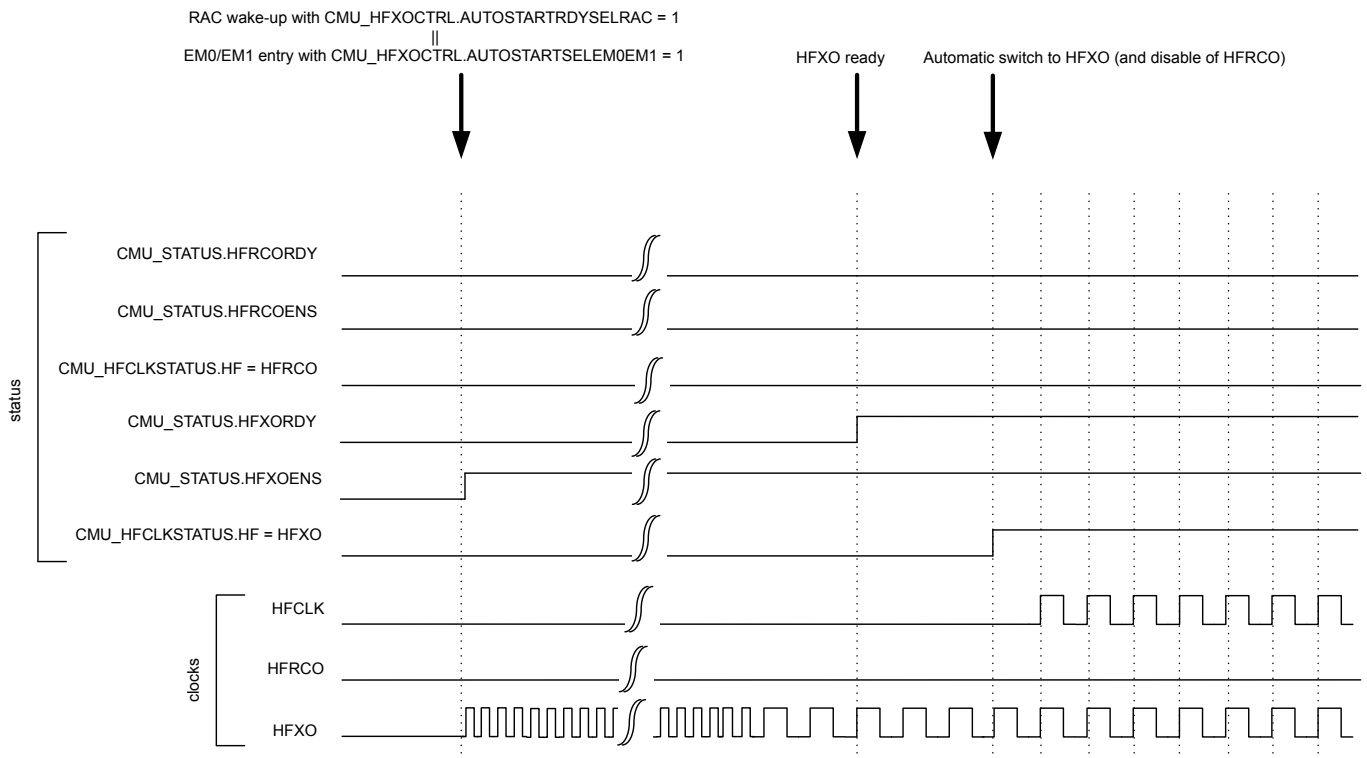 RAC wake-up with CMU_HFXOCTRL.AUTOSTARTRDYSELRAC = 1
||
EM0/EM1 entry with CMU_HFXOCTRL.AUTOSTARTSELEM0EM1 = 1
HFXO ready
Automatic switch to HFXO (and disable of HFRCO)
status
CMU_STATUS.HFRCORDY
CMU_STATUS.HFRCOENS
CMU_HFCLKSTATUS.HF = HFRCO
CMU_STATUS.HFXORDY
CMU_STATUS.HFXOENS
CMU_HFCLKSTATUS.HF = HFXO
clocks
HFCLK
HFRCO
HFXO